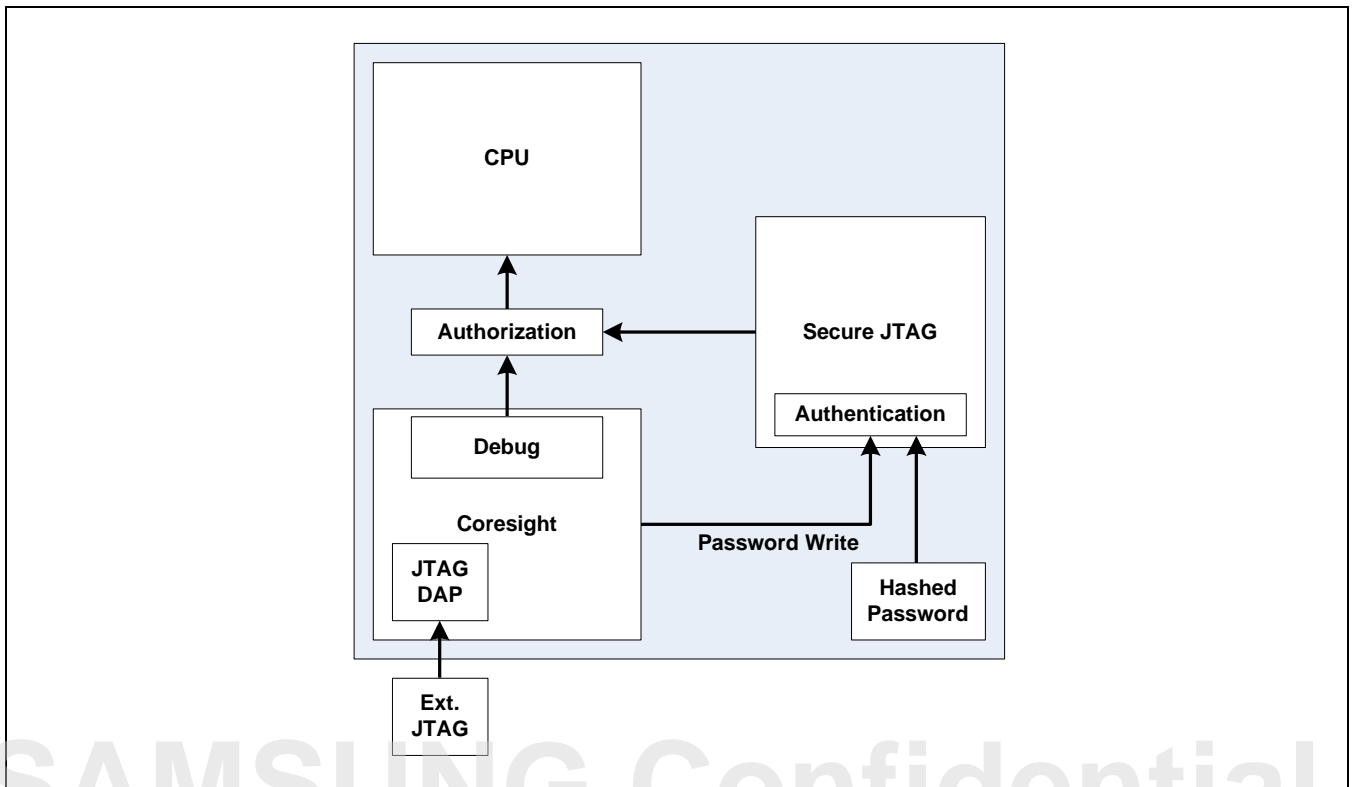 CPU
Authorization
Secure JTAG
Authentication
Debug
Coresight
Password Write
JTAG
DAP
Hashed
Password
Ext.
JTAG
SAMSUNG Confidential